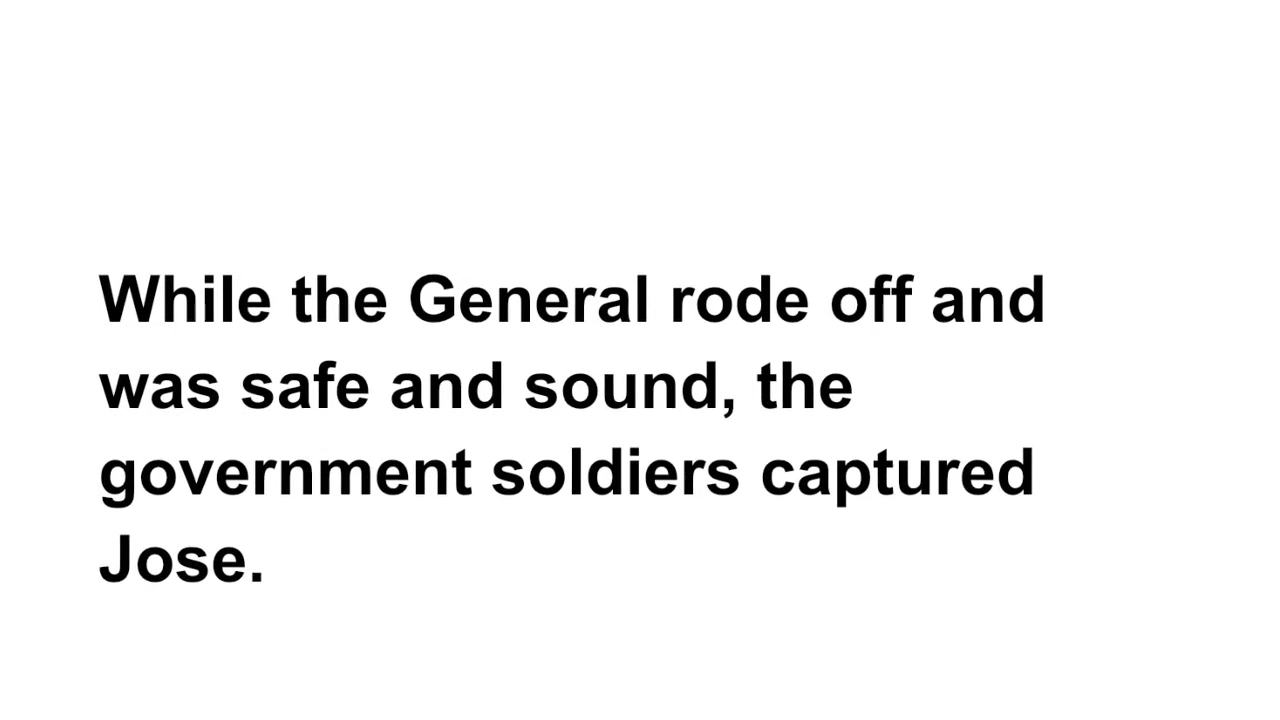 While the General rode off and
was safe and sound, the
government soldiers captured
Jose.